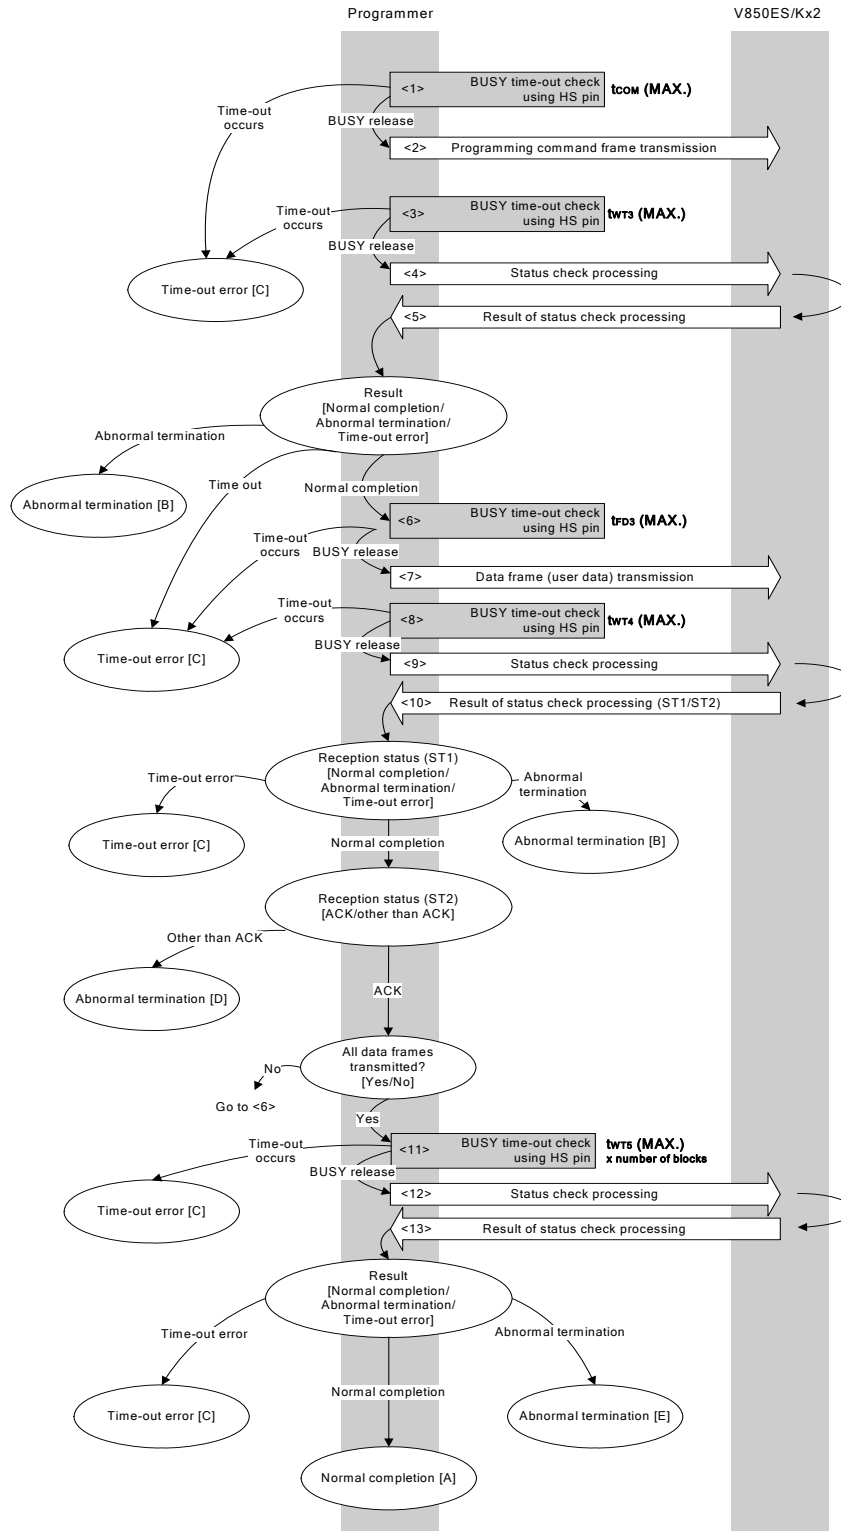 Programmer
V850ES/Kx2
<1> BUSY time-out check
using HS pin
tCOM (MAX.)
Time-out
occurs
BUSY release
<2> Programming command frame transmission
<3> BUSY time-out check
using HS pin
tWT3 (MAX.)
Time-out
occurs
BUSY release
<4> Status check processing
Time-out error [C]
<5> Result of status check processing
Result
[Normal completion/
Abnormal termination/
Time-out error]
Abnormal termination
Abnormal termination [B]
Time out
Normal completion
<6> BUSY time-out check
using HS pin
tFD3 (MAX.)
Time-out
occurs
BUSY release
<7> Data frame (user data) transmission
Time-out
occurs
<8> BUSY time-out check
using HS pin
tWT4 (MAX.)
BUSY release
Time-out error [C]
<9> Status check processing
<10> Result of status check processing (ST1/ST2)
Reception status (ST1)
[Normal completion/
Abnormal termination/
Time-out error]
Time-out error
Abnormal
termination
Time-out error [C]
Normal completion
Abnormal termination [B]
Reception status (ST2)
[ACK/other than ACK]
Other than ACK
Abnormal termination [D]
ACK
All data frames
transmitted?
[Yes/No]
No
Go to <6>
Yes
Time-out
occurs
<11> BUSY time-out check
using HS pin
tWT5 (MAX.)
x number of blocks
BUSY release
<12> Status check processing
Time-out error [C]
<13> Result of status check processing
Result
[Normal completion/
Abnormal termination/
Time-out error]
Time-out error
Abnormal termination
Normal completion
Time-out error [C]
Abnormal termination [E]
Normal completion [A]